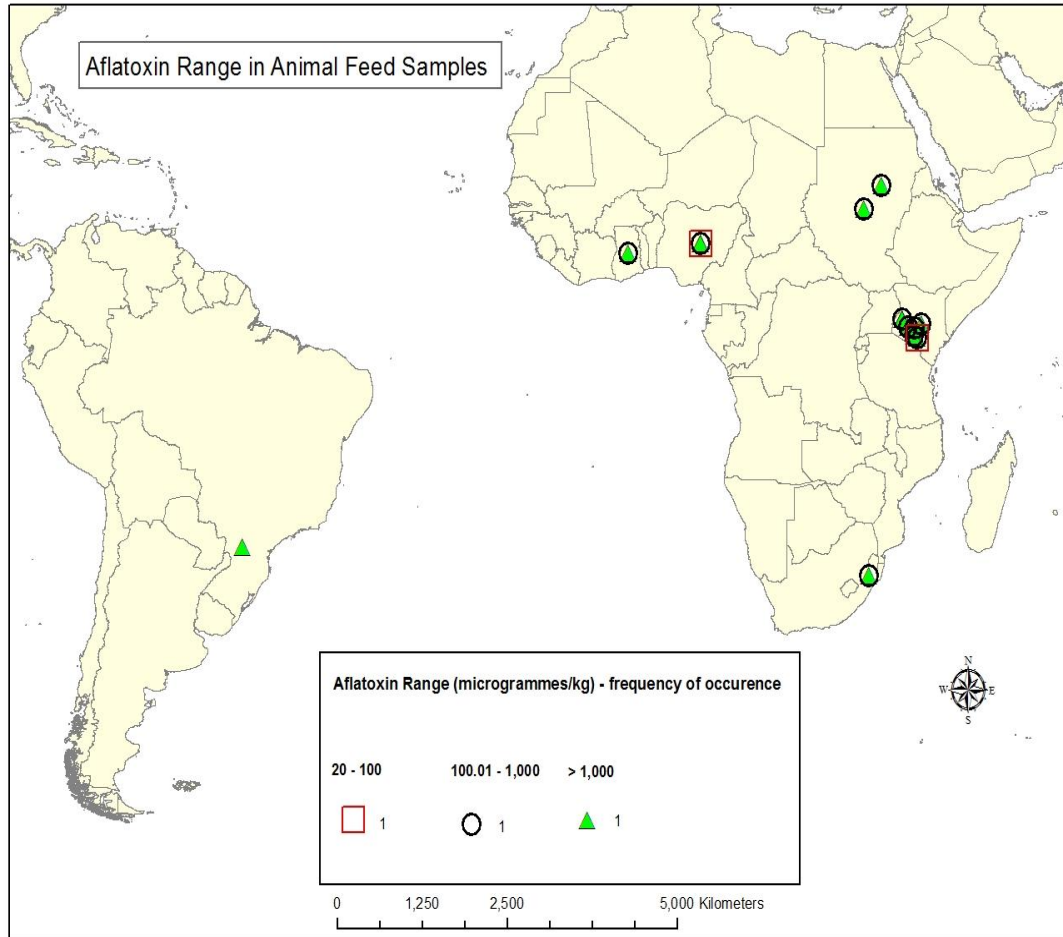 Aflatoxin Range in Animal Feed Samples
N
W E
S
Aflatoxin Range (microgrammes/kg) - frequency of occurence
20 - 100 100.01 - 1,000 > 1,000
1 1 1
0 1,250 2,500 5,000 Kilometers